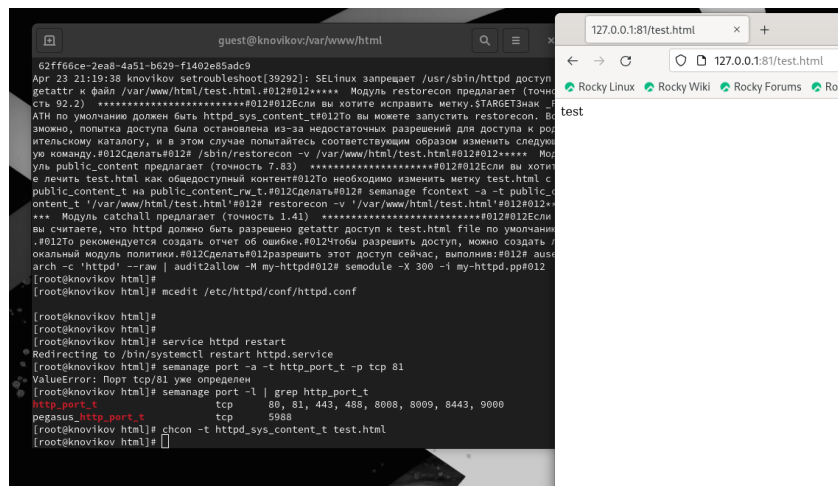 guest@knovikov:/var/www/html
62ff66ce-2ea8-4a51-b629-f1402e85adc9
Apr 23 21:19:38 knovikov setroubleshoot[39292]: SELinux запрещает /usr/sbin/httpd доступ
getattr к файл /var/www/html/test.html.#012#012***** Модуль restorecon предлагает (точно
сть 92.2) *************************#012#012Если вы хотите исправить метку.$TARGETЗнак _P
ATH по умолчанию должен быть httpd_sys_content_t#012То вы можете запустить restorecon. Во
зможно, попытка доступа была остановлена из-за недостаточных разрешений для доступа к род
ительскому каталогу, и в этом случае попытайтесь соответствующим образом изменить следующ
ую команду.#012Сделать#012# /sbin/restorecon -v /var/www/html/test.html#012#012***** Мод
уль public_content предлагает (точность 7.83) *******************#012#012Если вы хотит
е лечить test.html как общедоступный контент#012То необходимо изменить метку test.html с
public_content_t на public_content_rw_t.#012Сделать#012# semanage fcontext -a -t public_c
ontent_t '/var/www/html/test.html'#012# restorecon -v '/var/www/html/test.html'#012#012**
*** Модуль catchall предлагает (точность 1.41) ***************************#012#012Если
вы считаете, что httpd должно быть разрешено getattr доступ к test.html file по умолчанию
.#012То рекомендуется создать отчет об ошибке.#012Чтобы разрешить доступ, можно создать л
окальный модуль политики.#012Сделать#012разрешить этот доступ сейчас, выполнив:#012# ause
arch -c 'httpd' --raw | audit2allow -M my-httpd#012# semodule -X 300 -i my-httpd.pp#012
[root@knovikov html]#
[root@knovikov html]# mcedit /etc/httpd/conf/httpd.conf
[root@knovikov html]#
[root@knovikov html]#
[root@knovikov html]# service httpd restart
Redirecting to /bin/systemctl restart httpd.service
[root@knovikov html]# semanage port -a -t http_port_t -p tcp 81
ValueError: Порт tcp/81 уже определен
[root@knovikov html]# semanage port -l | grep http_port_t
http_port_t tcp 80, 81, 443, 488, 8008, 8009, 8443, 9000
pegasus_http_port_t tcp 5988
[root@knovikov html]# chcon -t httpd_sys_content_t test.html
[root@knovikov html]#
127.0.0.1:81/test.html
127.0.0.1:81/test.html
Rocky Linux Rocky Wiki Rocky Forums Ro
test